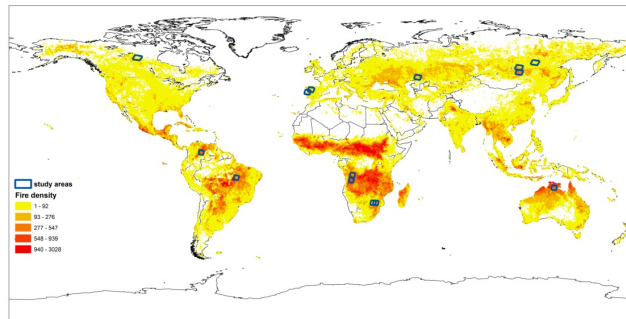 study areas
Fire density
1 - 92
93 - 276
277 - 547
548 - 939
940 - 3028